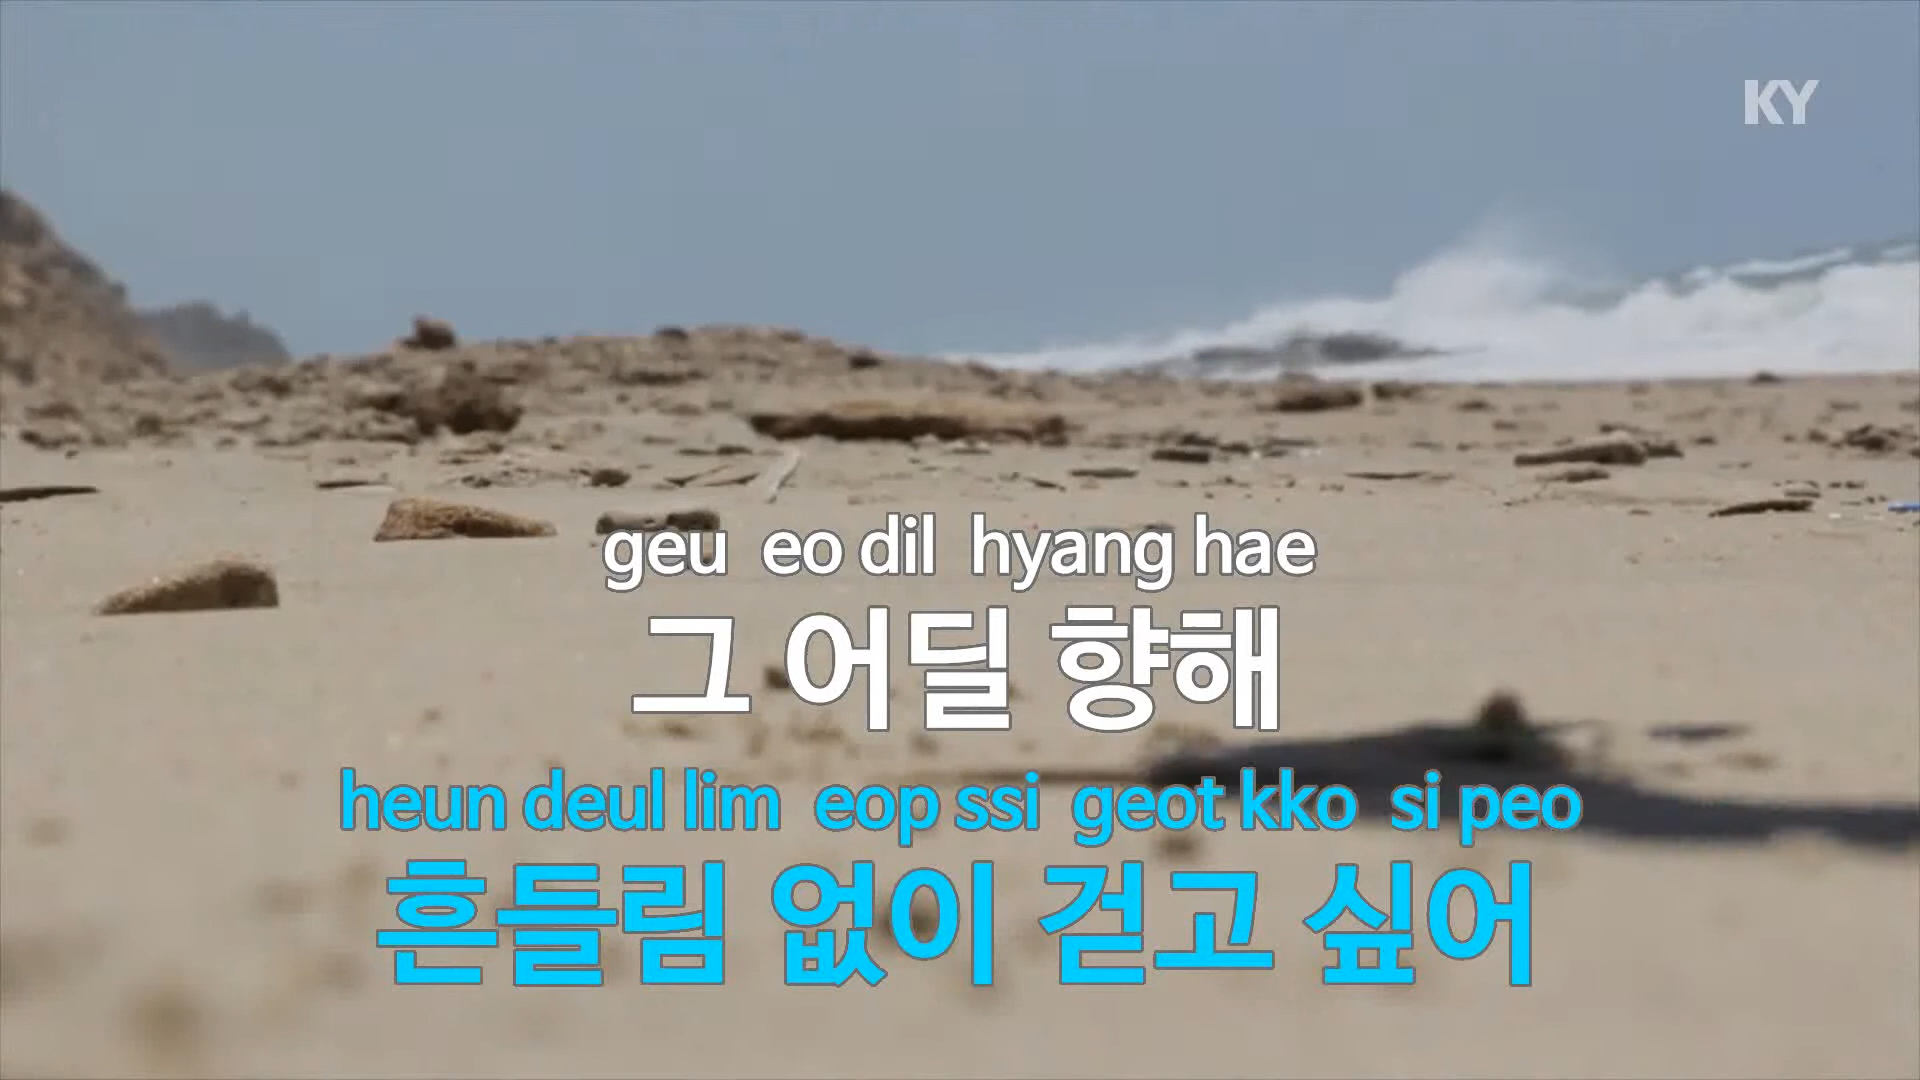 KY
geu eo dil hyang hae
그 어딜 향해
heun deul lim eop ssi geot kko si peo
흔들림 없이 걷고 싶어